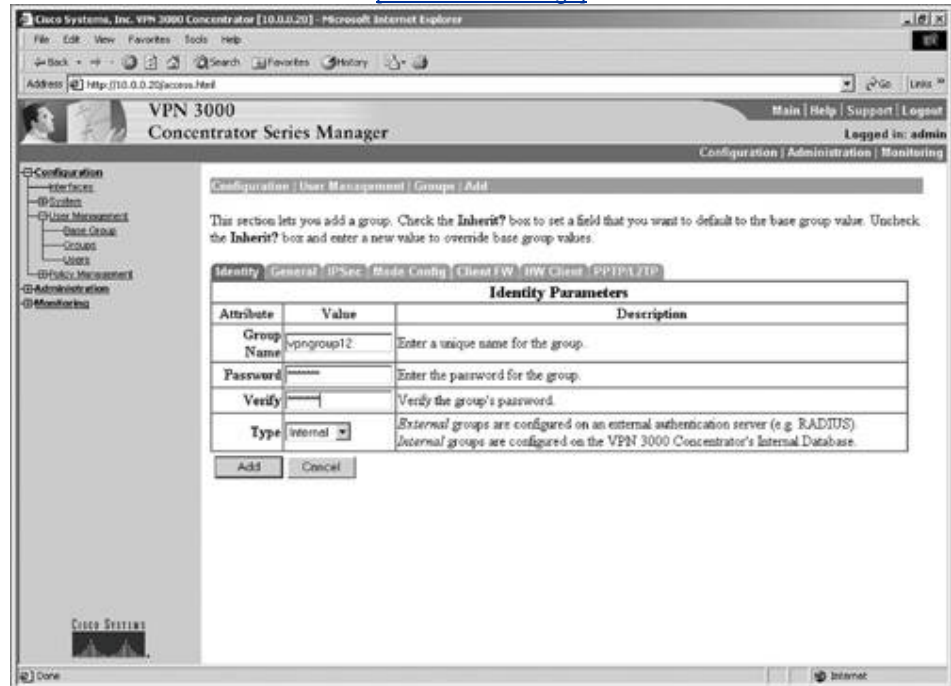 Cisco Systems, Inc. VPN 3000 Concentrator [10.0.0.20] - Microsoft Internet Explorer
File Edit View Favorites Tools Help
Back Search Favorites History
Address http://10.0.0.20/access.html Go Links »
VPN 3000
Concentrator Series Manager
Main | Help | Support | Logout
Logged in: admin
Configuration | Administration | Monitoring
Configuration
Interfaces
System
User Management
Base Group
Groups
Users
Policy Management
Administration
Monitoring
Configuration | User Management | Groups | Add
This section lets you add a group. Check the Inherit? box to set a field that you want to default to the base group value. Uncheck
the Inherit? box and enter a new value to override base group values.
Identity General IPSec Mode Config Client FW HW Client PPTP/L2TP
Identity Parameters
Attribute Value Description
Group Name vpngroup12 Enter a unique name for the group.
Password ******** Enter the password for the group.
Verify ******** Verify the group's password.
Type Internal External groups are configured on an external authentication server (e.g. RADIUS).
Internal groups are configured on the VPN 3000 Concentrator's Internal Database.
Add Cancel
Cisco Systems
Done Internet